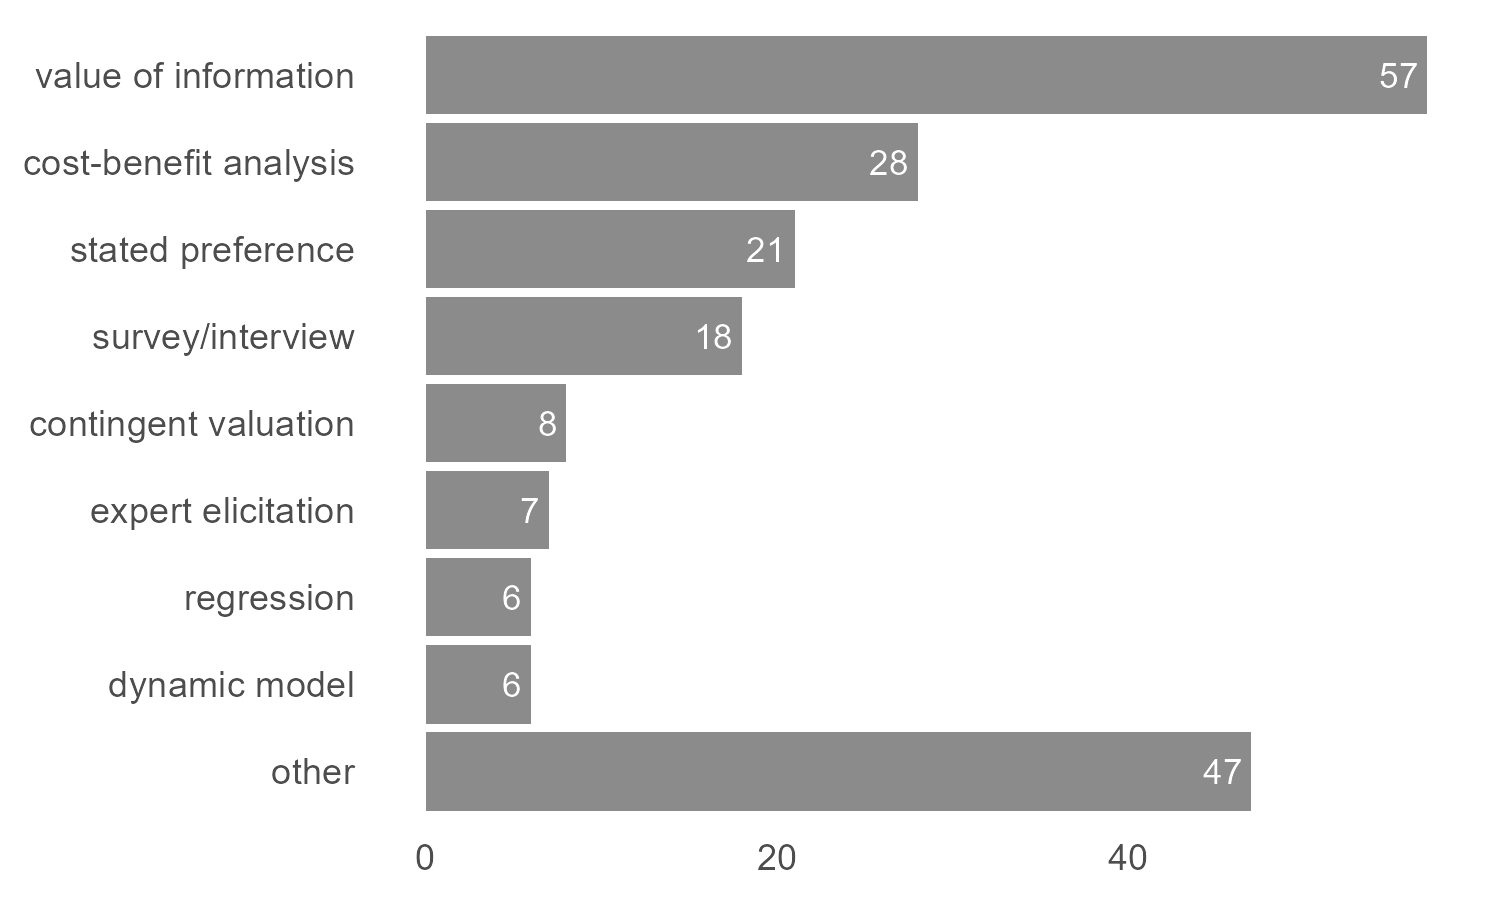 value of information 57
cost-benefit analysis 28
stated preference 21
survey/interview 18
contingent valuation 8
expert elicitation 7
regression 6
dynamic model 6
other 47
0 20 40